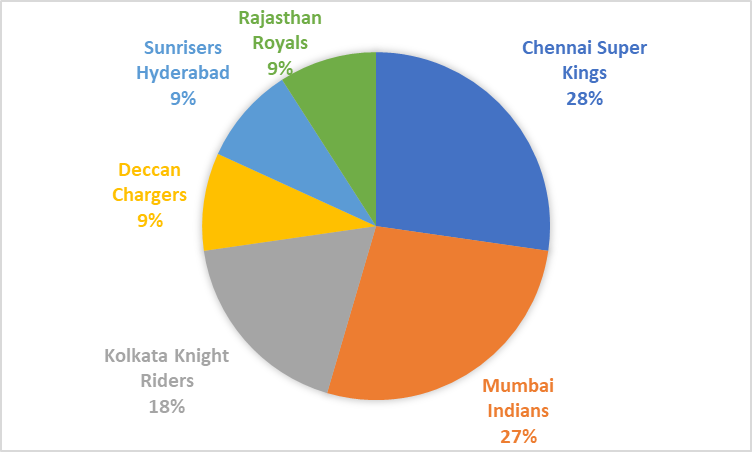 Rajasthan
Royals
9%
Sunrisers
Hyderabad
9%
Chennai Super
Kings
28%
Deccan
Chargers
9%
Kolkata Knight
Riders
18%
Mumbai
Indians
27%